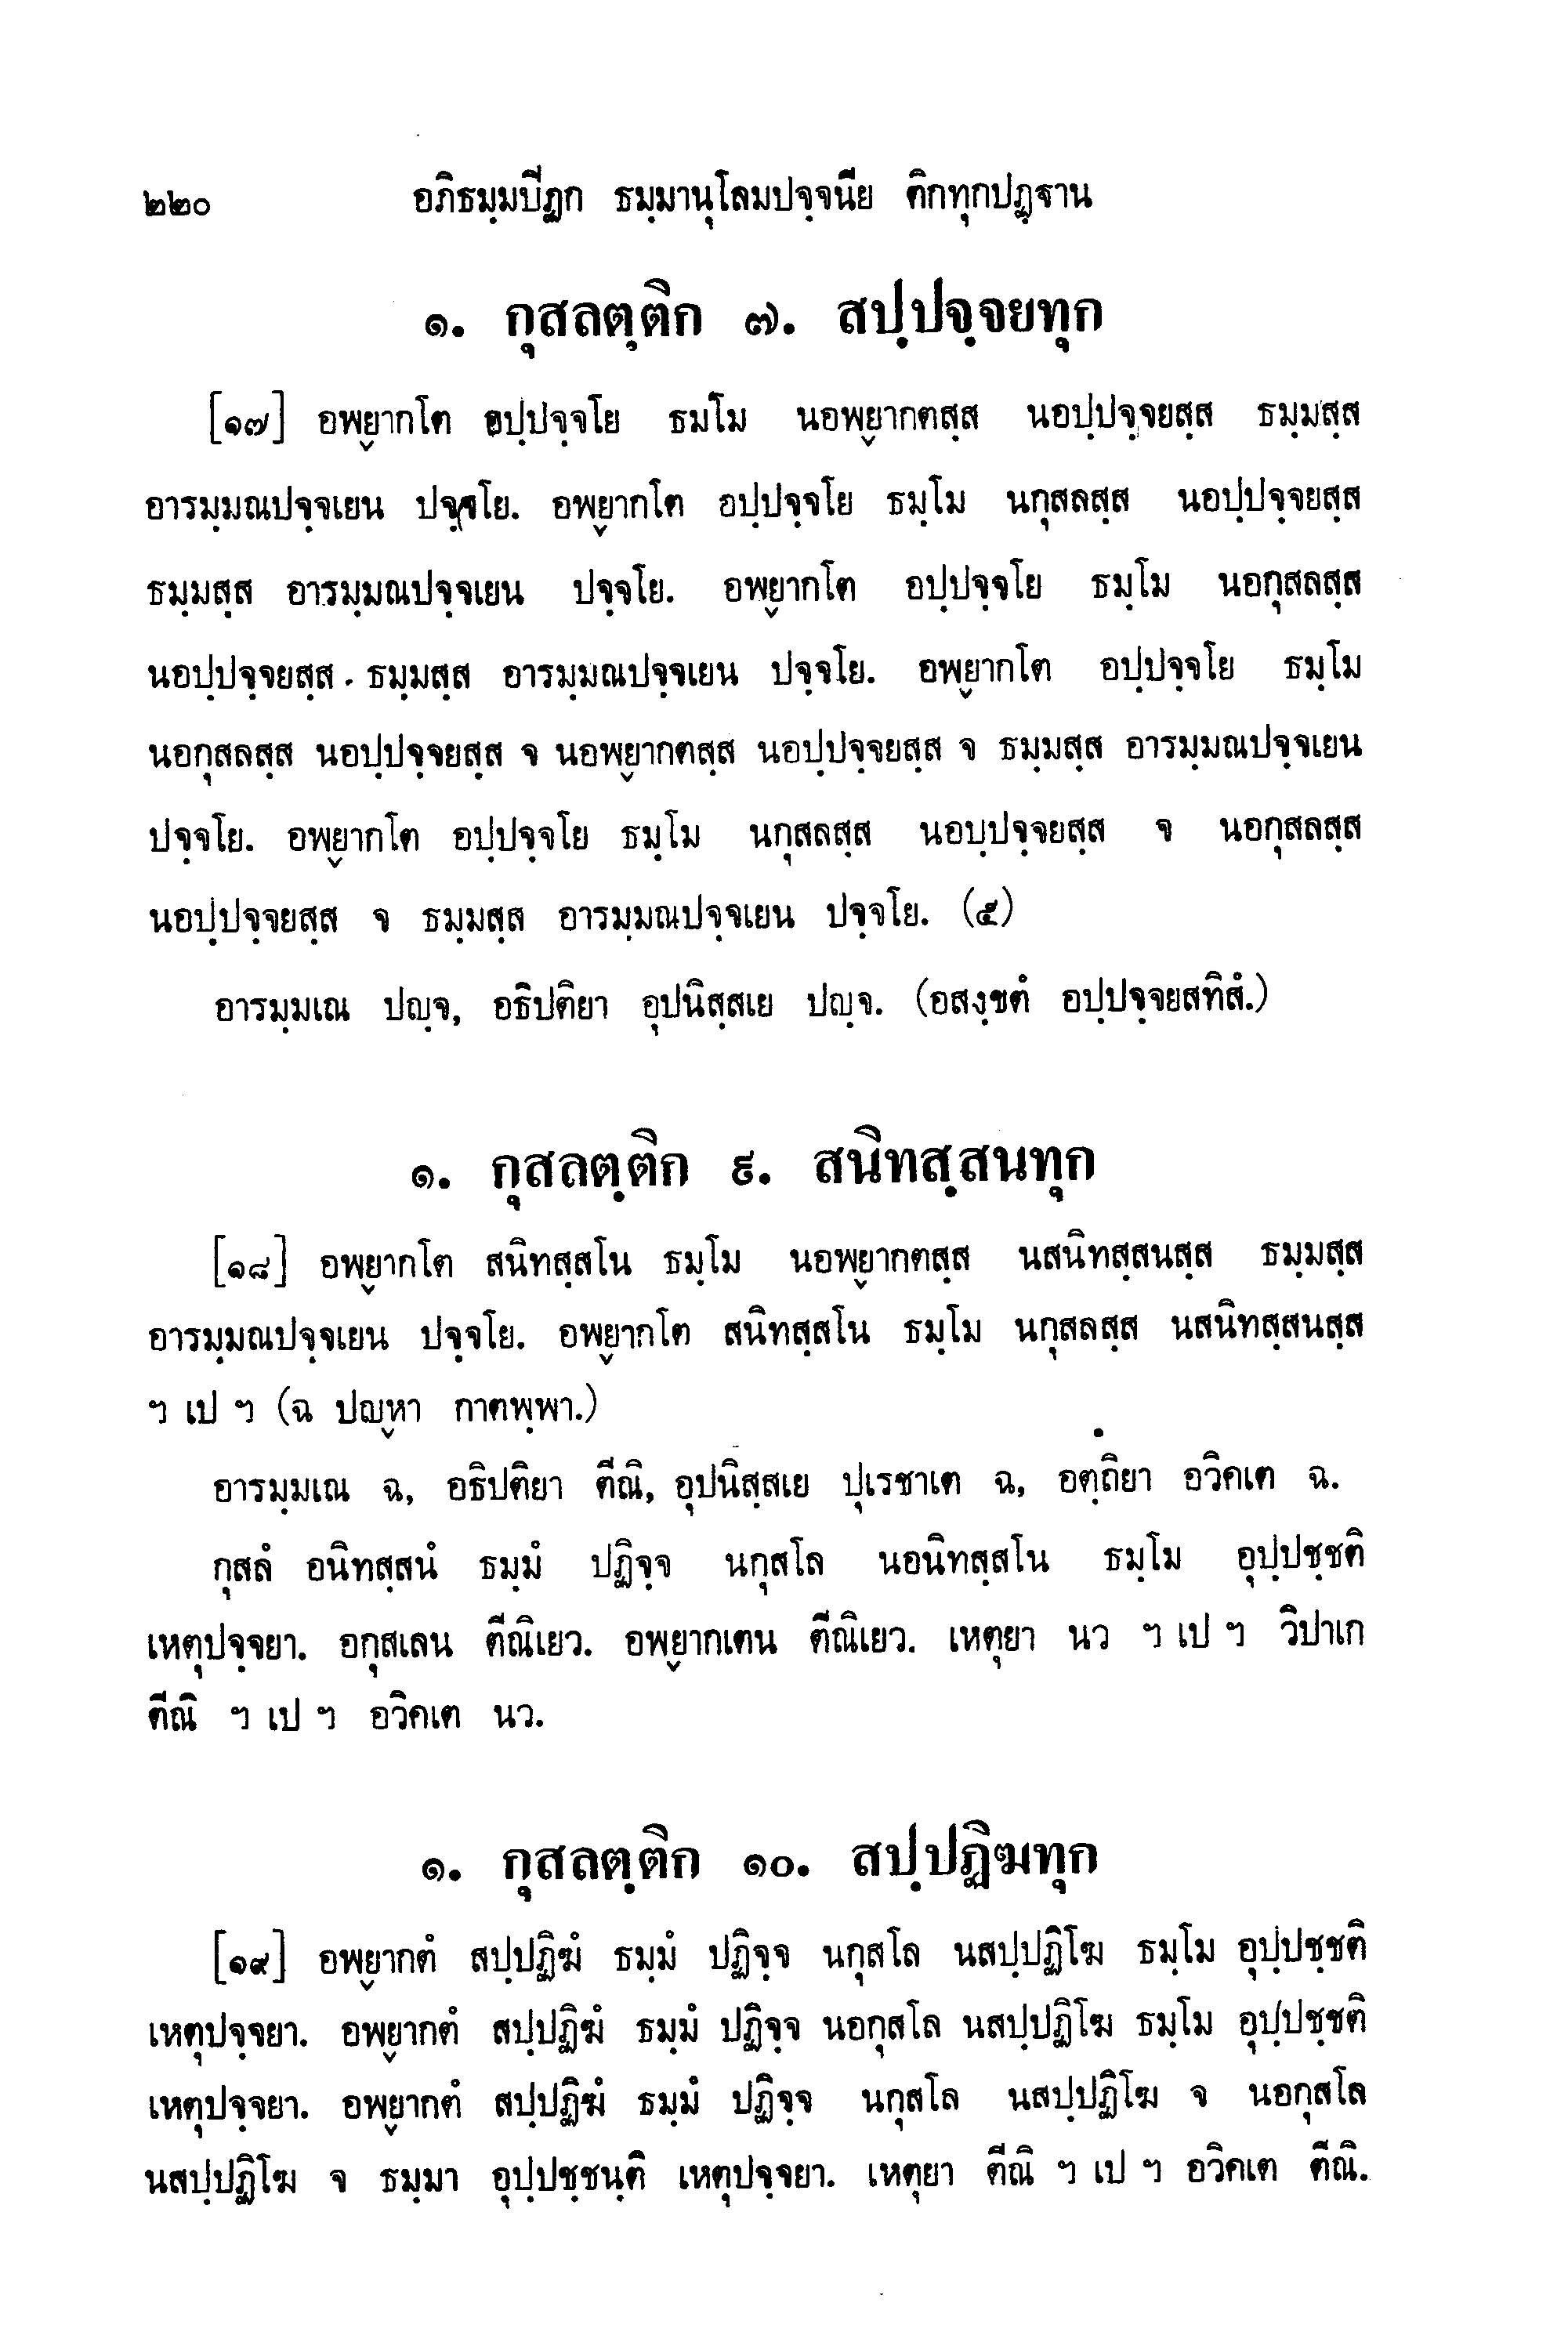 ๒๒๐ อภิธมฺมปิฏก ธมฺมานุโลมปจฺจนีย ติกทุกปฏฺฐาน
๑. กุสลตฺติก ๗. สปฺปจฺจยทุก
[๑๗] อพฺยากโต อปฺปจฺจโย ธมฺโม นอพฺยากตสฺส นอปฺปจฺจยสฺส ธมฺมสฺส
อารมฺมณปจฺจเยน ปจฺจโย. อพฺยากโต อปฺปจฺจโย ธมฺโม นกุสลสฺส นอปฺปจฺจยสฺส
ธมฺมสฺส อารมฺมณปจฺจเยน ปจฺจโย. อพฺยากโต อปฺปจฺจโย ธมฺโม นอกุสลสฺส
นอปฺปจฺจยสฺส ธมฺมสฺส อารมฺมณปจฺจเยน ปจฺจโย. อพฺยากโต อปฺปจฺจโย ธมฺโม
นอกุสลสฺส นอปฺปจฺจยสฺส จ นอพฺยากตสฺส นอปฺปจฺจยสฺส จ ธมฺมสฺส อารมฺมณปจฺจเยน
ปจฺจโย. อพฺยากโต อปฺปจฺจโย ธมฺโม นกุสลสฺส นอปฺปจฺจยสฺส จ นอกุสลสฺส
นอปฺปจฺจยสฺส จ ธมฺมสฺส อารมฺมณปจฺจเยน ปจฺจโย. (๕)
อารมฺมเณ ปญฺจ, อธิปติยา อุปนิสฺสเย ปญฺจ. (อสงฺขตํ อปฺปจฺจยสทิสํ.)
๑. กุสลตฺติก ๙. สนิทสฺสนทุก
[๑๘] อพฺยากโต สนิทสฺสโน ธมฺโม นอพฺยากตสฺส นสนิทสฺสนสฺส ธมฺมสฺส
อารมฺมณปจฺจเยน ปจฺจโย. อพฺยากโต สนิทสฺสโน ธมฺโม นกุสลสฺส นสนิทสฺสนสฺส
ฯ เป ฯ (ฉ ปญฺหา กาตพฺพา.)
อารมฺมเณ ฉ, อธิปติยา ตีณิ, อุปนิสฺสเย ปุเรชาเต ฉ, อตฺถิยา อวิคเต ฉ.
กุสลํ อนิทสฺสนํ ธมฺมํ ปฏิจฺจ นกุสโล นอนิทสฺสโน ธมฺโม อุปฺปชฺชติ
เหตุปจฺจยา. อกุสเลน ตีณิเยว. อพฺยากเตน ตีณิเยว. เหตุยา นว ฯ เป ฯ วิปาเก
ตีณิ ฯ เป ฯ อวิคเต นว.
๑. กุสลตฺติก ๑๐. สปฺปฏิฆทุก
[๑๙] อพฺยากตํ สปฺปฏิฆํ ธมฺมํ ปฏิจฺจ นกุสโล นสปฺปฏิโฆ ธมฺโม อุปฺปชฺชติ
เหตุปจฺจยา. อพฺยากตํ สปฺปฏิฆํ ธมฺมํ ปฏิจฺจ นอกุสโล นสปฺปฏิโฆ ธมฺโม อุปฺปชฺชติ
เหตุปจฺจยา. อพฺยากตํ สปฺปฏิฆํ ธมฺมํ ปฏิจฺจ นกุสโล นสปฺปฏิโฆ จ นอกุสโล
นสปฺปฏิโฆ จ ธมฺมา อุปฺปชฺชนฺติ เหตุปจฺจยา. เหตุยา ตีณิ ฯ เป ฯ อวิคเต ตีณิ.